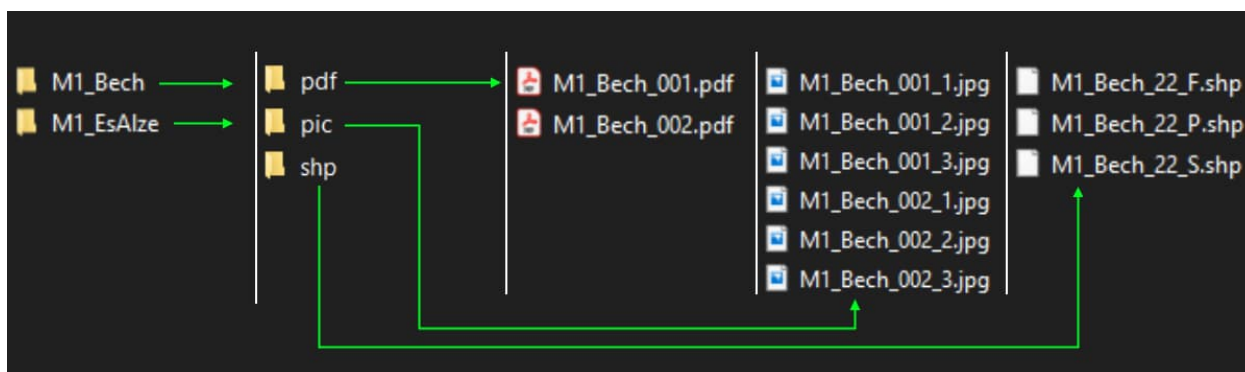 M1_Bech
M1_EsAlze
pdf
pic
shp
M1_Bech_001.pdf
M1_Bech_002.pdf
M1_Bech_001_1.jpg
M1_Bech_001_2.jpg
M1_Bech_001_3.jpg
M1_Bech_002_1.jpg
M1_Bech_002_2.jpg
M1_Bech_002_3.jpg
M1_Bech_22_F.shp
M1_Bech_22_P.shp
M1_Bech_22_S.shp